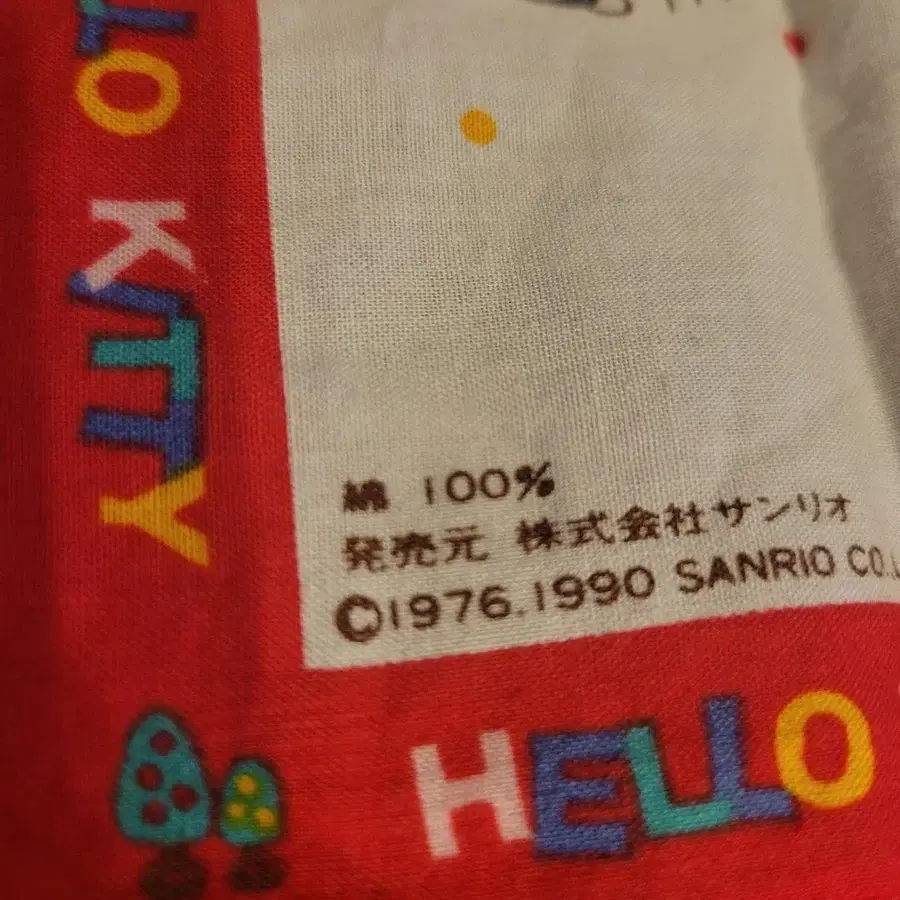 LO KITTY
綿 100%
発売元 株式会社サンリオ
©1976.1990 SANRIO CO.
HELLO